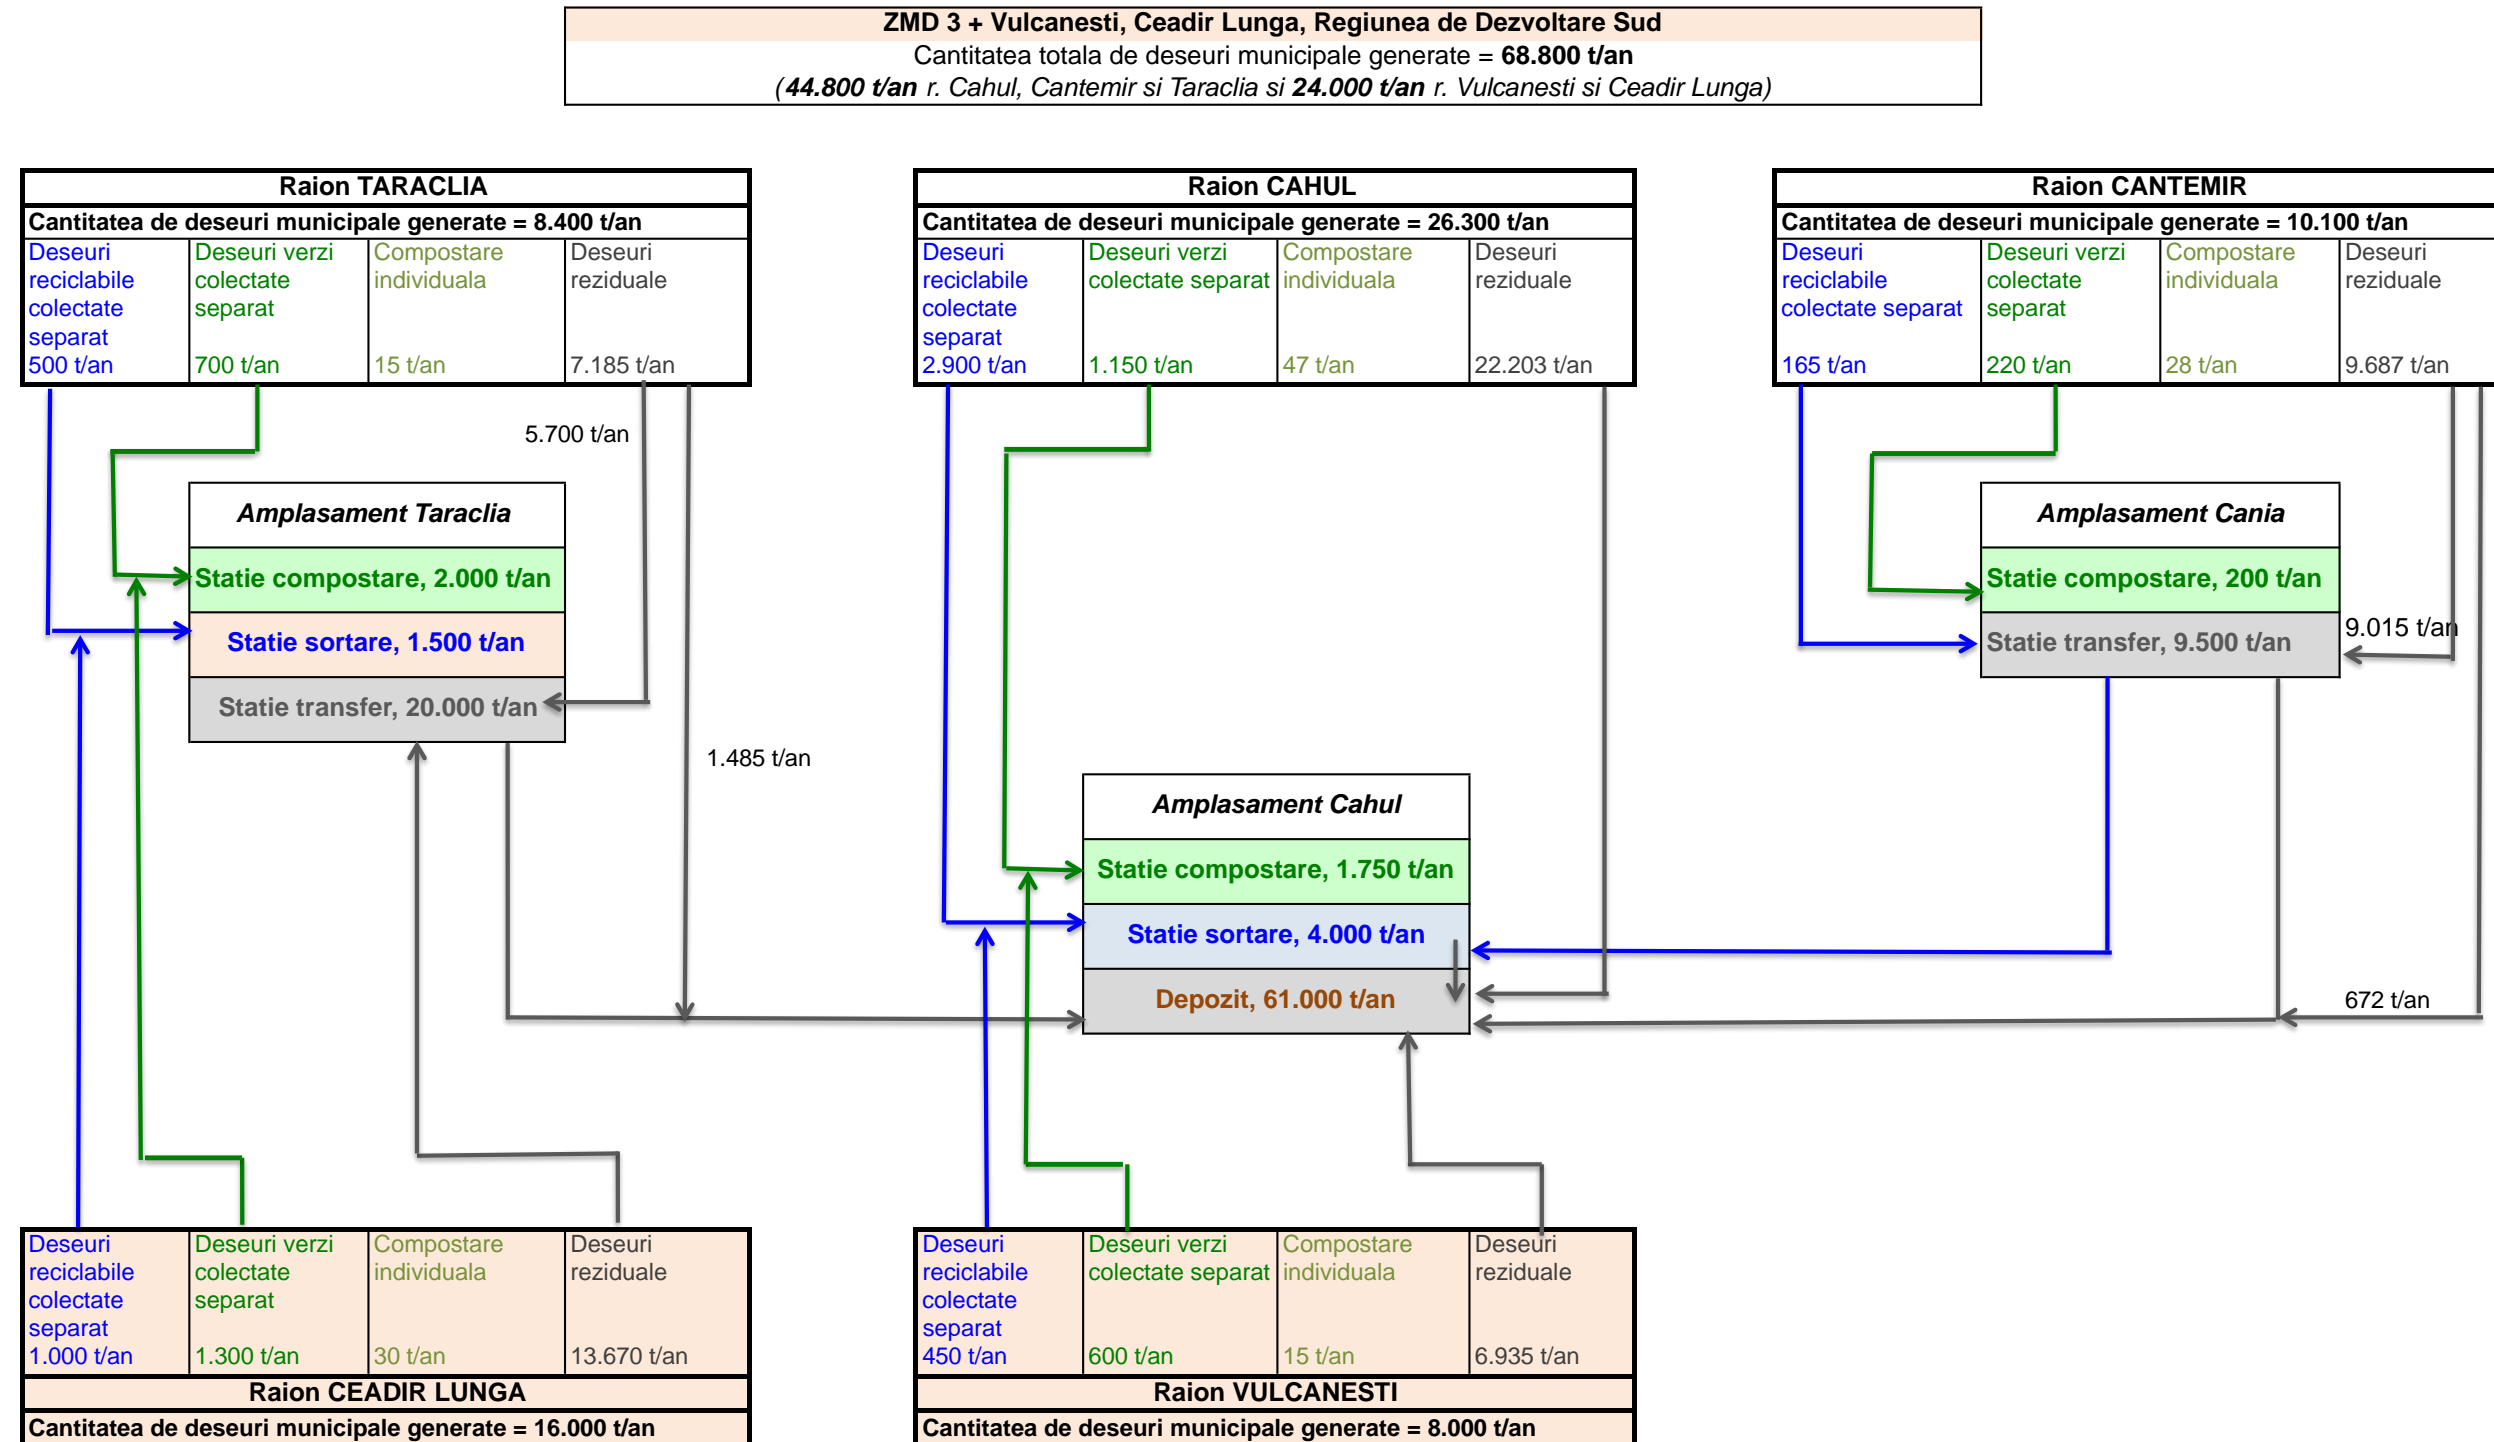 ZMD 3 + Vulcanesti, Ceadir Lunga, Regiunea de Dezvoltare Sud
Cantitatea totala de deseuri municipale generate = 68.800 t/an
(44.800 t/an r. Cahul, Cantemir si Taraclia si 24.000 t/an r. Vulcanesti si Ceadir Lunga)
Raion TARACLIA
Cantitatea de deseuri municipale generate = 8.400 t/an
Deseuri
reciclabile
colectate
separat
500 t/an
Deseuri verzi
colectate
separat
700 t/an
Compostare
individuala
15 t/an
Deseuri
reziduale
7.185 t/an
Raion CAHUL
Cantitatea de deseuri municipale generate = 26.300 t/an
Deseuri
reciclabile
colectate
separat
2.900 t/an
Deseuri verzi
colectate separat
1.150 t/an
Compostare
individuala
47 t/an
Deseuri
reziduale
22.203 t/an
Raion CANTEMIR
Cantitatea de deseuri municipale generate = 10.100 t/an
Deseuri
reciclabile
colectate separat
165 t/an
Deseuri verzi
colectate
separat
220 t/an
Compostare
individuala
28 t/an
Deseuri
reziduale
9.687 t/an
5.700 t/an
Amplasament Taraclia
Statie compostare, 2.000 t/an
Statie sortare, 1.500 t/an
Statie transfer, 20.000 t/an
1.485 t/an
Amplasament Cania
Statie compostare, 200 t/an
Statie transfer, 9.500 t/an
9.015 t/an
Amplasament Cahul
Statie compostare, 1.750 t/an
Statie sortare, 4.000 t/an
Depozit, 61.000 t/an
672 t/an
Deseuri
reciclabile
colectate
separat
1.000 t/an
Deseuri verzi
colectate
separat
1.300 t/an
Compostare
individuala
30 t/an
Deseuri
reziduale
13.670 t/an
Raion CEADIR LUNGA
Cantitatea de deseuri municipale generate = 16.000 t/an
Deseuri
reciclabile
colectate
separat
450 t/an
Deseuri verzi
colectate separat
600 t/an
Compostare
individuala
15 t/an
Deseuri
reziduale
6.935 t/an
Raion VULCANESTI
Cantitatea de deseuri municipale generate = 8.000 t/an